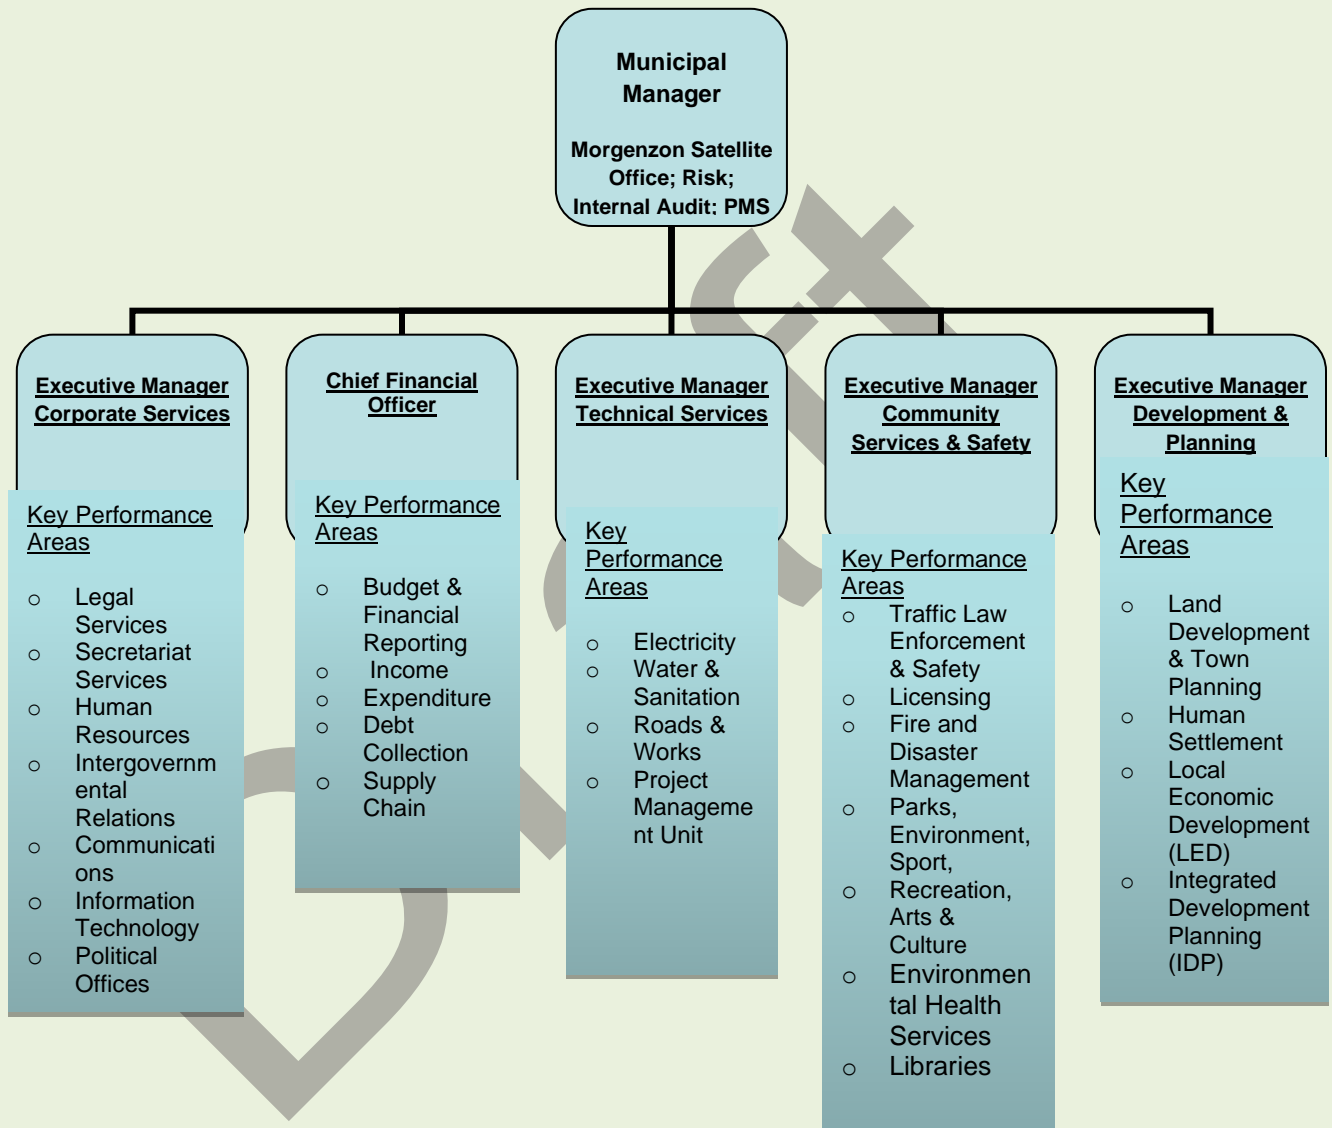 Municipal
Manager
Morgenzon Satellite
Office; Risk;
Internal Audit; PMS
Executive Manager
Corporate Services
Key Performance
Areas
o Legal
Services
o Secretariat
Services
o Human
Resources
o Intergovernm
ental
Relations
o Communicati
ons
o Information
Technology
o Political
Offices
Chief Financial
Officer
Key Performance
Areas
o Budget &
Financial
Reporting
o Income
o Expenditure
o Debt
Collection
o Supply
Chain
Executive Manager
Technical Services
Key
Performance
Areas
o Electricity
o Water &
Sanitation
o Roads &
Works
o Project
Manageme
nt Unit
Executive Manager
Community
Services & Safety
Key Performance
Areas
o Traffic Law
Enforcement
& Safety
o Licensing
o Fire and
Disaster
Management
o Parks,
Environment,
Sport,
o Recreation,
Arts &
Culture
o Environmen
tal Health
Services
o Libraries
Executive Manager
Development &
Planning
Key
Performance
Areas
o Land
Development
& Town
Planning
o Human
Settlement
o Local
Economic
Development
(LED)
o Integrated
Development
Planning
(IDP)